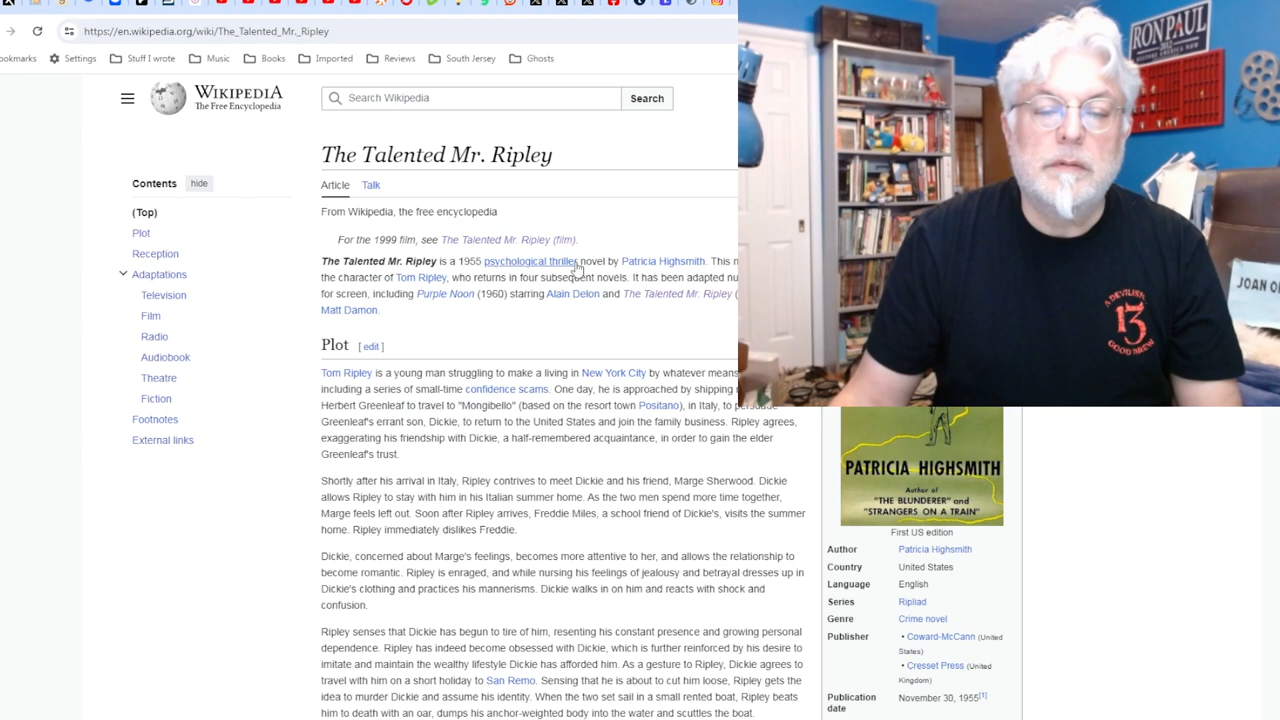 https://en.wikipedia.org/wiki/The_Talented_Mr._Ripley
ookmarks Settings Stuff I wrote Music Books Imported Reviews South Jersey Ghosts
WIKIPEDIA
The Free Encyclopedia
Search Wikipedia Search
The Talented Mr. Ripley
Contents hide
Article Talk
(Top)
From Wikipedia, the free encyclopedia
Plot
For the 1999 film, see The Talented Mr. Ripley (film).
Reception
The Talented Mr. Ripley is a 1955 psychological thriller novel by Patricia Highsmith. This n
Adaptations
the character of Tom Ripley, who returns in four subsequent novels. It has been adapted nu
Television
for screen, including Purple Noon (1960) starring Alain Delon and The Talented Mr. Ripley (
Matt Damon.
Film
Radio
Audiobook
Theatre
Fiction
Footnotes
External links
Plot [ edit ]
Tom Ripley is a young man struggling to make a living in New York City by whatever means
including a series of small-time confidence scams. One day, he is approached by shipping
Herbert Greenleaf to travel to "Mongibello" (based on the resort town Positano), in Italy, to
Greenleaf's errant son, Dickie, to return to the United States and join the family business. Ripley agrees,
exaggerating his friendship with Dickie, a half-remembered acquaintance, in order to gain the elder
Greenleaf's trust.
Shortly after his arrival in Italy, Ripley contrives to meet Dickie and his friend, Marge Sherwood. Dickie
allows Ripley to stay with him in his Italian summer home. As the two men spend more time together,
Marge feels left out. Soon after Ripley arrives, Freddie Miles, a school friend of Dickie's, visits the summer
home. Ripley immediately dislikes Freddie.
Dickie, concerned about Marge's feelings, becomes more attentive to her, and allows the relationship to
become romantic. Ripley is enraged, and while nursing his feelings of jealousy and betrayal dresses up in
Dickie's clothing and practices his mannerisms. Dickie walks in on him and reacts with shock and
confusion.
Ripley senses that Dickie has begun to tire of him, resenting his constant presence and growing personal
dependence. Ripley has indeed become obsessed with Dickie, which is further reinforced by his desire to
imitate and maintain the wealthy lifestyle Dickie has afforded him. As a gesture to Ripley, Dickie agrees to
travel with him on a short holiday to San Remo. Sensing that he is about to cut him loose, Ripley gets the
idea to murder Dickie and assume his identity. When the two set sail in a small rented boat, Ripley beats
him to death with an oar, dumps his anchor-weighted body into the water and scuttles the boat.
PATRICIA HIGHSMITH
Author of
"THE BLUNDERER" and
"STRANGERS ON A TRAIN"
First US edition
Author Patricia Highsmith
Country United States
Language English
Series Ripliad
Genre Crime novel
Publisher • Coward-McCann (United
States)
• Cresset Press (United
Kingdom)
Publication date November 30, 1955[1]
RON PAUL
2012
A DEVILISH
13
GOOD BREW
JOAN O